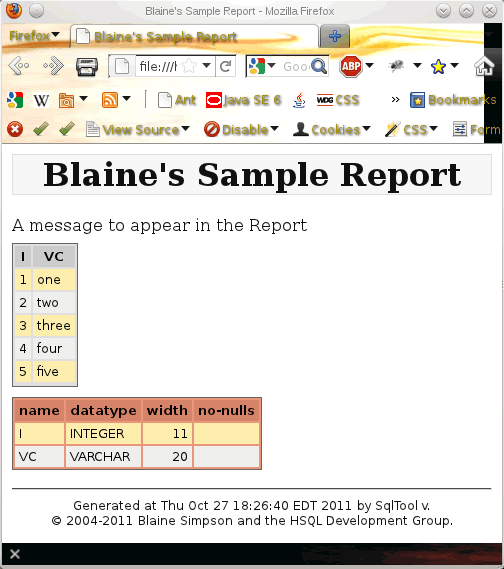 Blaine's Sample Report - Mozilla Firefox
Firefox Blaine's Sample Report
file:///h Goo ABP
W Ant Java SE 6 WDG CSS » Bookmarks
View Source Disable Cookies CSS Form
Blaine's Sample Report
A message to appear in the Report
I VC
1 one
2 two
3 three
4 four
5 five
name datatype width no-nulls
I INTEGER 11
VC VARCHAR 20
Generated at Thu Oct 27 18:26:40 EDT 2011 by SqlTool v.
© 2004-2011 Blaine Simpson and the HSQL Development Group.